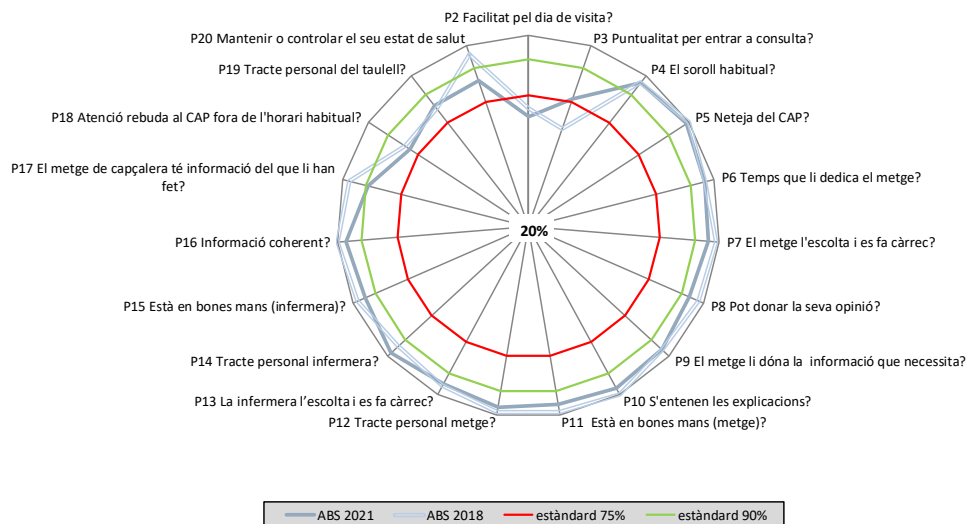 P2 Facilitat pel dia de visita?
P3 Puntualitat per entrar a consulta?
P4 El soroll habitual?
P5 Neteja del CAP?
P6 Temps que li dedica el metge?
P7 El metge l'escolta i es fa càrrec?
P8 Pot donar la seva opinió?
P9 El metge li dóna la informació que necessita?
P10 S'entenen les explicacions?
P11 Està en bones mans (metge)?
P12 Tracte personal metge?
P13 La infermera l’escolta i es fa càrrec?
P14 Tracte personal infermera?
P15 Està en bones mans (infermera)?
P16 Informació coherent?
P17 El metge de capçalera té informació del que li han
fet?
P18 Atenció rebuda al CAP fora de l'horari habitual?
P19 Tracte personal del taulell?
P20 Mantenir o controlar el seu estat de salut
20%
ABS 2021 ABS 2018 estàndard 75% estàndard 90%